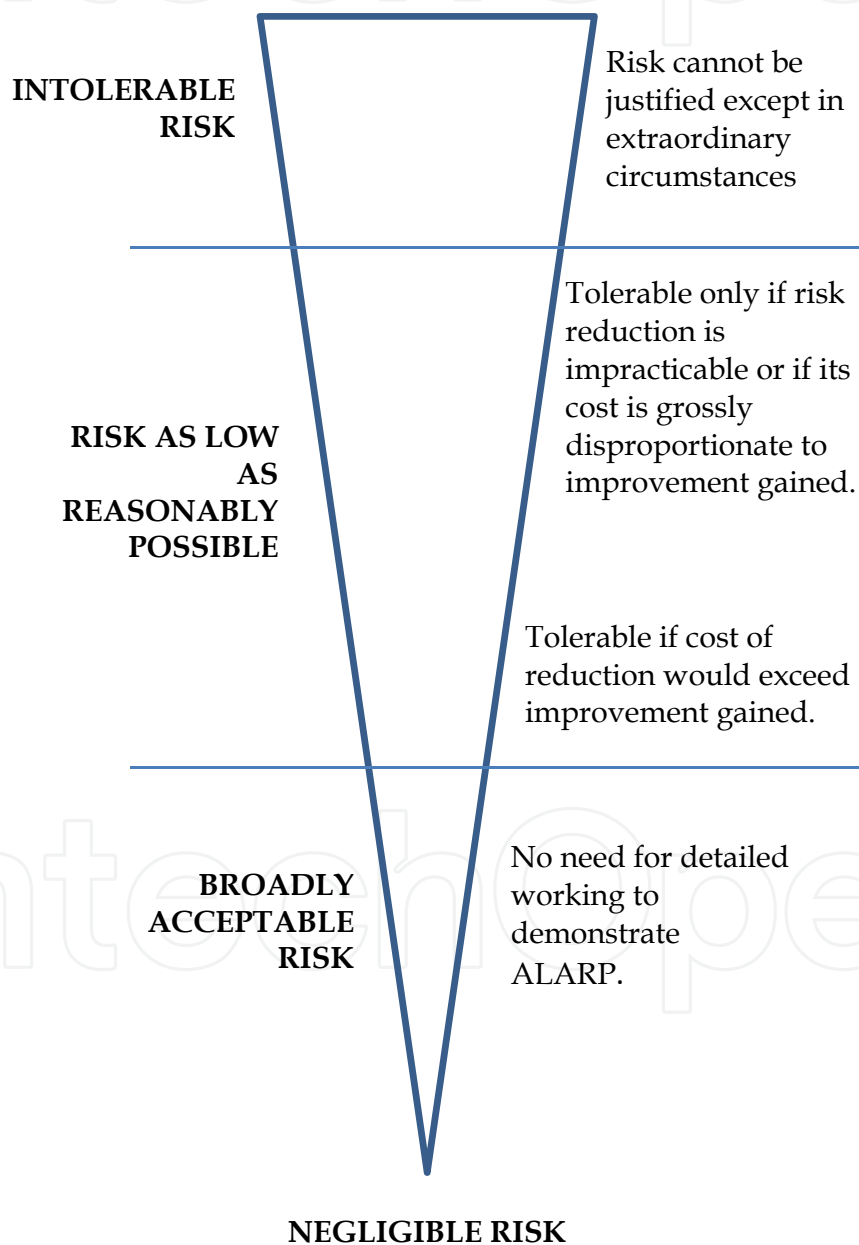 INTOLERABLE
RISK
Risk cannot be
justified except in
extraordinary
circumstances
RISK AS LOW
AS
REASONABLY
POSSIBLE
Tolerable only if risk
reduction is
impracticable or if its
cost is grossly
disproportionate to
improvement gained.
Tolerable if cost of
reduction would exceed
improvement gained.
BROADLY
ACCEPTABLE
RISK
No need for detailed
working to
demonstrate
ALARP.
NEGLIGIBLE RISK